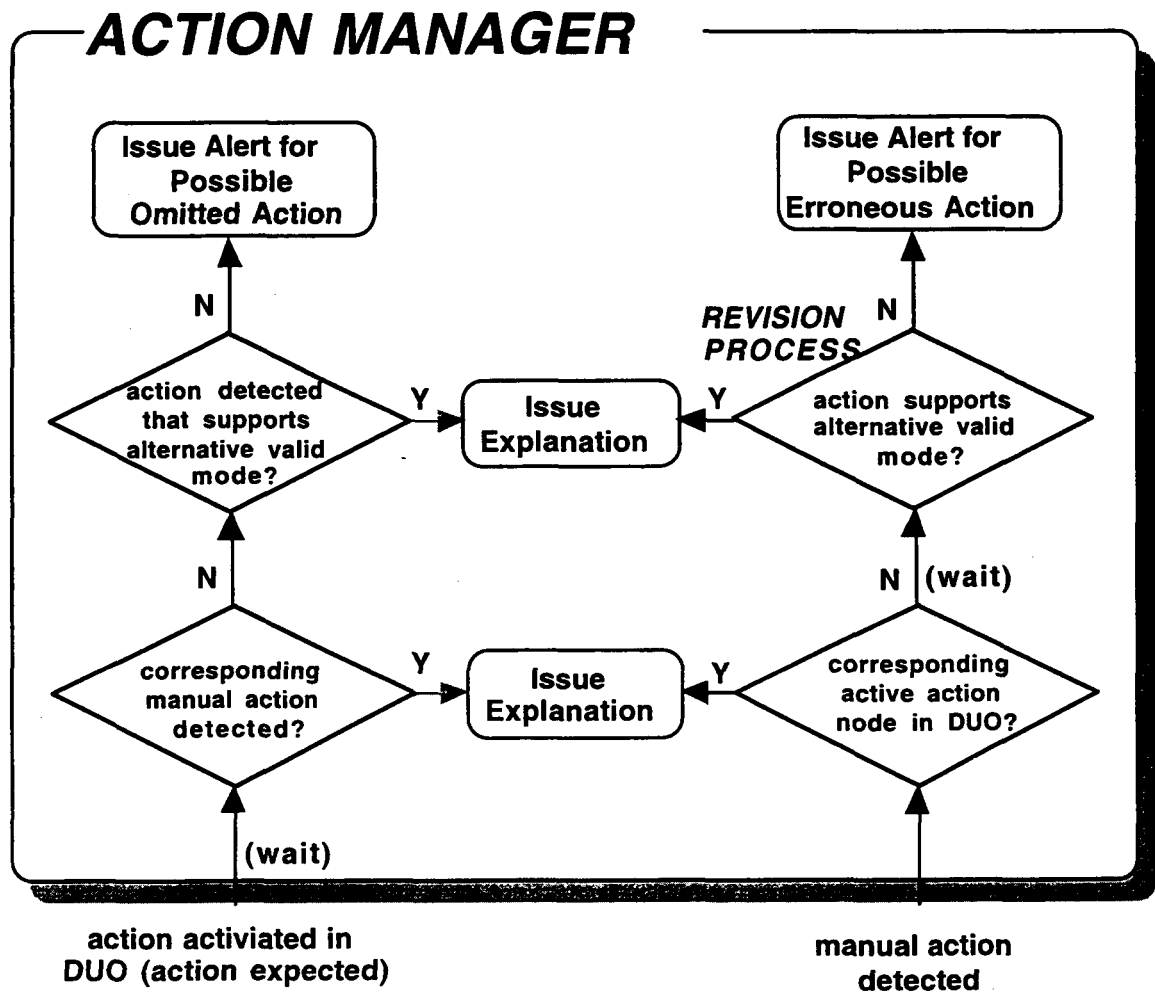 ACTION MANAGER
Issue Alert for
Possible
Omitted Action
Issue Alert for
Possible
Erroneous Action
N
REVISION
PROCESS
N
action detected
that supports
alternative valid
mode?
Y
Issue
Explanation
Y
action supports
alternative valid
mode?
N
N
(wait)
corresponding
manual action
detected?
Y
Issue
Explanation
Y
corresponding
active action
node in DUO?
(wait)
action activiated in
DUO (action expected)
manual action
detected